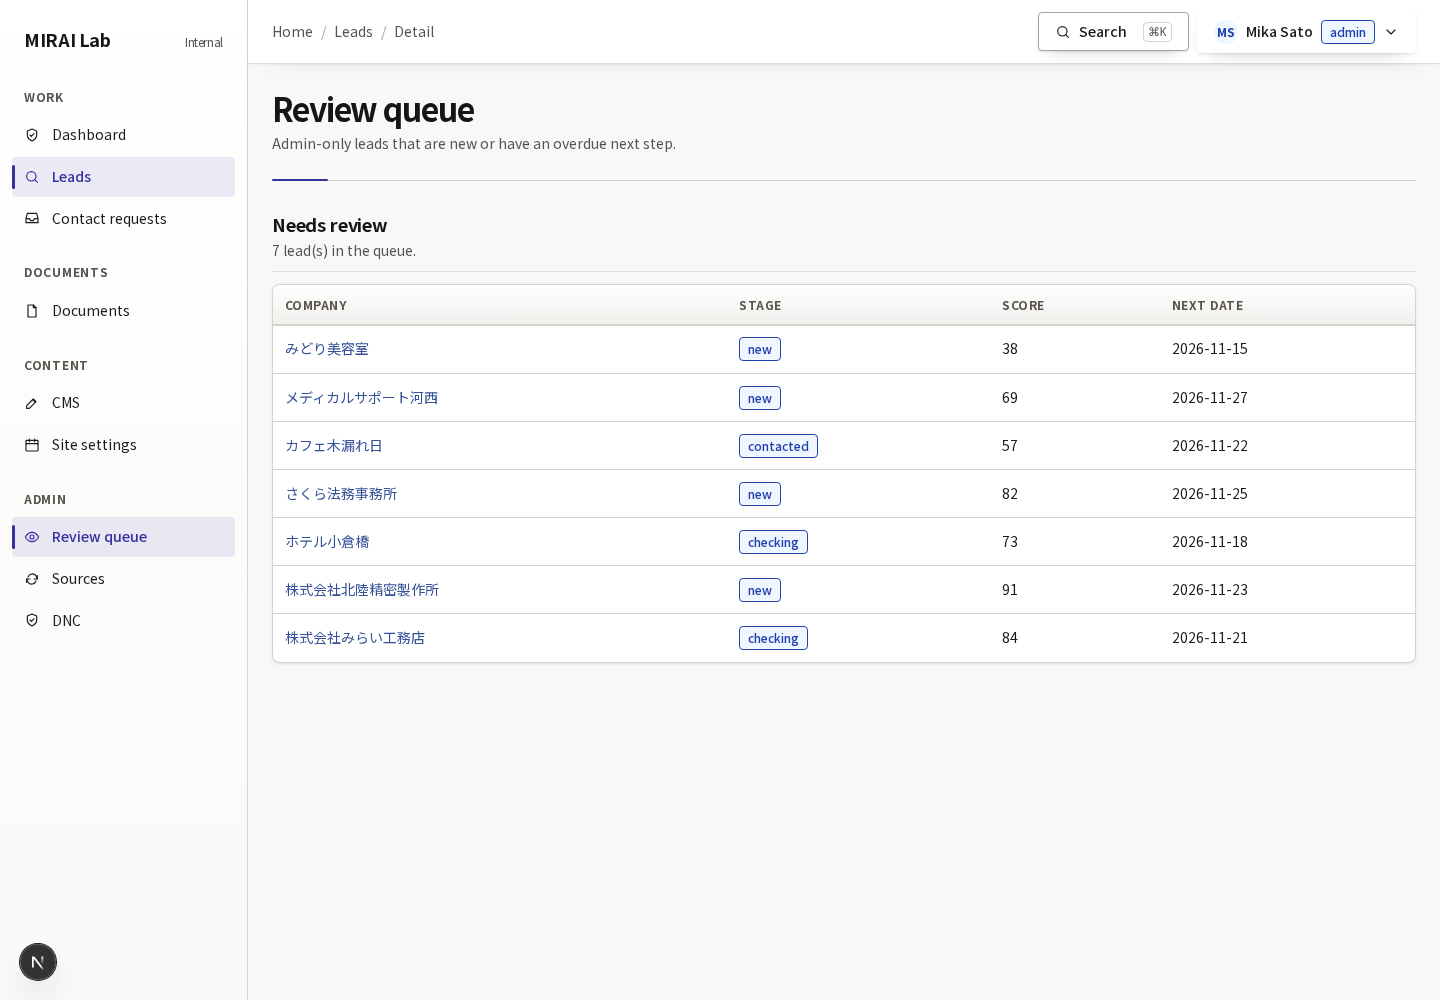 MIRAI Lab
Internal
WORK
Dashboard
Leads
Contact requests
DOCUMENTS
Documents
CONTENT
CMS
Site settings
ADMIN
Review queue
Sources
DNC
N
Home / Leads / Detail
Search ⌘K
MS Mika Sato admin
Review queue
Admin-only leads that are new or have an overdue next step.
Needs review
7 lead(s) in the queue.
COMPANY STAGE SCORE NEXT DATE
みどり美容室 new 38 2026-11-15
メディカルサポート河西 new 69 2026-11-27
カフェ木漏れ日 contacted 57 2026-11-22
さくら法務事務所 new 82 2026-11-25
ホテル小倉橋 checking 73 2026-11-18
株式会社北陸精密製作所 new 91 2026-11-23
株式会社みらい工務店 checking 84 2026-11-21